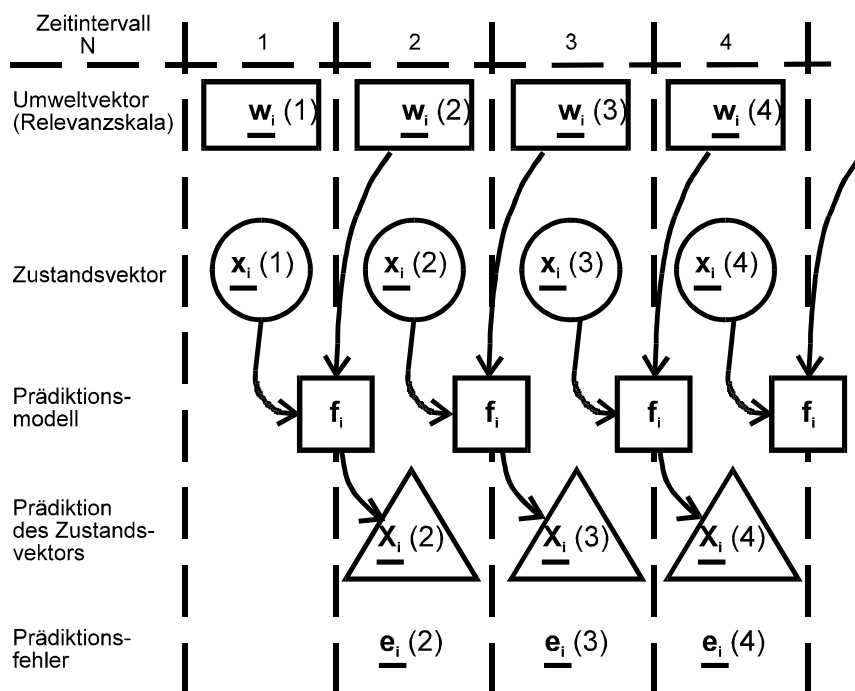 Zeitintervall
N 1 2 3 4
Umweltvektor
(Relevanzskala) w_i (1) w_i (2) w_i (3) w_i (4)
Zustandsvektor x_i (1) x_i (2) x_i (3) x_i (4)
Prädiktions-
modell f_i f_i f_i f_i
Prädiktion
des Zustands-
vektors X_i (2) X_i (3) X_i (4)
Prädiktions-
fehler e_i (2) e_i (3) e_i (4)